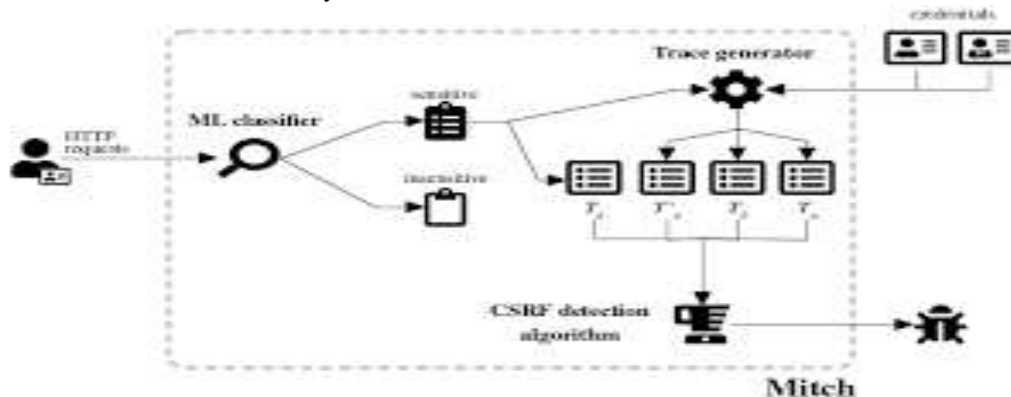 credentials
Trace generator
sensitive
ML classifier
HTTP
requests
insensitive
CSRF detection
algorithm
Mitch